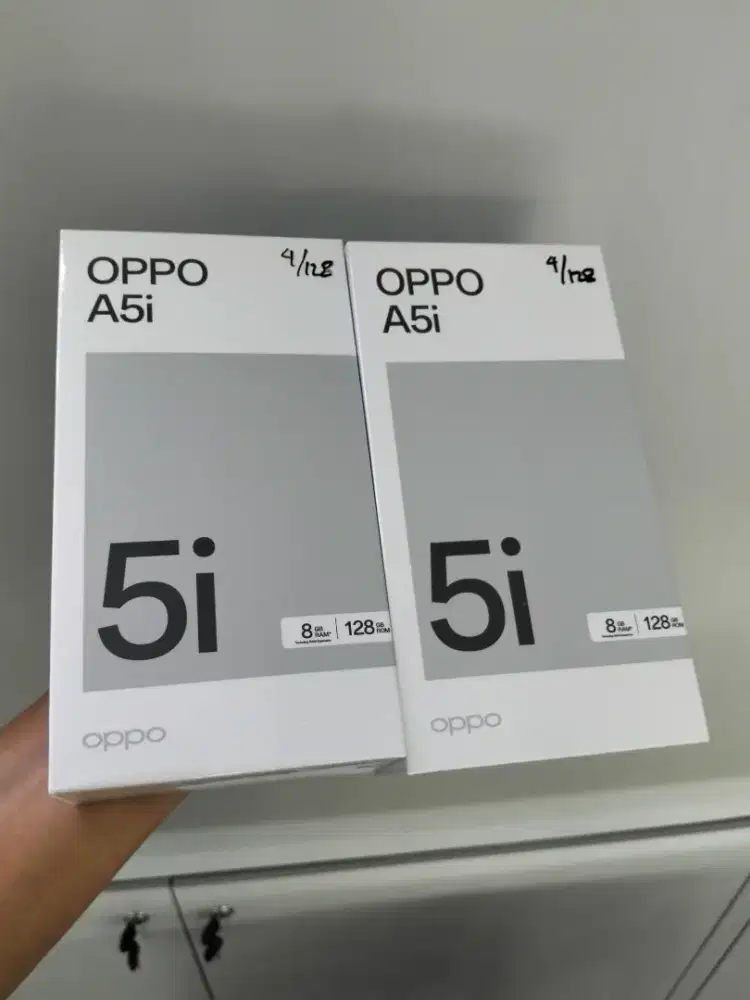 OPPO
A5i
4/128
5i
8 GB RAM* | 128 GB ROM
oppo
OPPO
A5i
4/128
5i
8 GB RAM* | 128 GB ROM
oppo